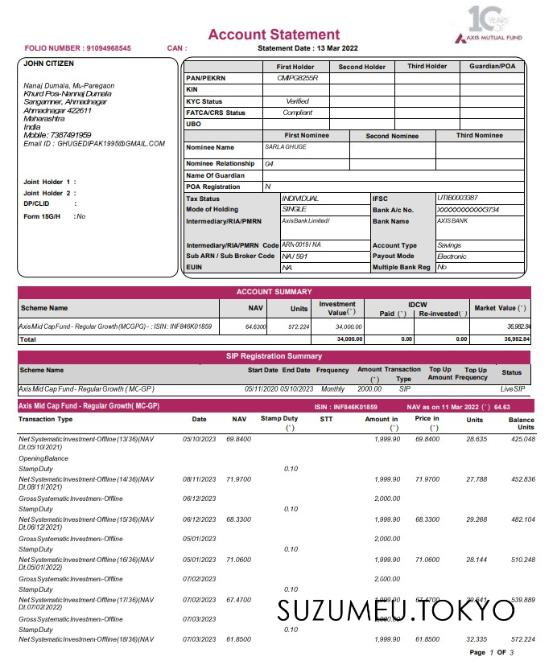 10 YEARS OF
AXIS MUTUAL FUND
Account Statement
FOLIO NUMBER : 91094968545 CAN : Statement Date : 13 Mar 2022
JOHN CITIZEN
Nanaj Dumala, Mu-Paregaon
Khurd Pos-Nannaj Dumala
Sangamner, Ahmadnagar
Ahmadnagar 422611
Maharashtra
India
Mobile: 7387491959
Email ID : GHUGEDIPAK1995@GMAIL.COM
Joint Holder 1 :
Joint Holder 2 :
DP/CLID :
Form 15G/H : No
First Holder Second Holder Third Holder Guardian/POA
PAN/PEKRN CMIPG8255R
KIN
KYC Status Verified
FATCA/CRS Status Compliant
UBO
First Nominee Second Nominee Third Nominee
Nominee Name SARLA GHUGE
Nominee Relationship 04
Name Of Guardian
POA Registration N
Tax Status INDIVIDUAL IFSC UTIB0003387
Mode of Holding SINGLE Bank A/c No. XXXXXXXXXXX3734
Intermediary/RIA/PMRN AxisBank Limited/ Bank Name AXIS BANK
Intermediary/RIA/PMRN Code ARN-0019/ NA Account Type Savings
Sub ARN / Sub Broker Code NA/ 591 Payout Mode Electronic
EUIN NA Multiple Bank Reg No
ACCOUNT SUMMARY
Scheme Name NAV Units Investment Value(`) IDCW Paid (`) Re-invested(`) Market Value (`)
Axis Mid Cap Fund - Regular Growth(MCGPG) - : ISIN: INF846K01859 64.6300 572.224 34,000.00 36,982.84
Total 34,000.00 0.00 0.00 36,982.84
SIP Registration Summary
Scheme Name Start Date End Date Frequency Amount (`) Transaction Type Top Up Amount Top Up Frequency Status
Axis Mid Cap Fund - Regular Growth ( MC-GP ) 05/11/2020 05/10/2023 Monthly 2000.00 SIP Live SIP
Axis Mid Cap Fund - Regular Growth( MC-GP) ISIN : INF846K01859 NAV as on 11 Mar 2022 (`) 64.63
Transaction Type Date NAV Stamp Duty (`) STT Amount in (`) Price in (`) Units Balance Units
Net Systematic Investment-Offline (13/36)(NAV 05/10/2023 69.8400 1,999.90 69.8400 28.635 425.048
Dt.05/10/2021)
Opening Balance
Stamp Duty 0.10
Net Systematic Investment-Offline (14/36)(NAV 08/11/2023 71.9700 1,999.90 71.9700 27.788 452.836
Dt.08/11/2021)
Gross Systematic Investmen-Offline 06/12/2023 2,000.00
Stamp Duty 0.10
Net Systematic Investment-Offline (15/36)(NAV 06/12/2023 68.3300 1,999.90 68.3300 29.268 482.104
Dt.06/12/2021)
Gross Systematic Investmen-Offline 05/01/2023 2,000.00
Stamp Duty 0.10
Net Systematic Investment-Offline (16/36)(NAV 05/01/2023 71.0600 1,999.90 71.0600 28.144 510.248
Dt.05/01/2022)
Gross Systematic Investmen-Offline 07/02/2023 2,000.00
Stamp Duty 0.10
Net Systematic Investment-Offline (17/36)(NAV 07/02/2023 67.4700 1,999.90 67.4700 539.889
Dt.07/02/2022)
Gross Systematic Investmen-Offline 07/03/2023
Stamp Duty 0.10
Net Systematic Investment-Offline (18/36)(NAV 07/03/2023 61.8500 1,999.90 61.8500 32.335 572.224
SUZUMEU.TOKYO
Page 1 OF 3